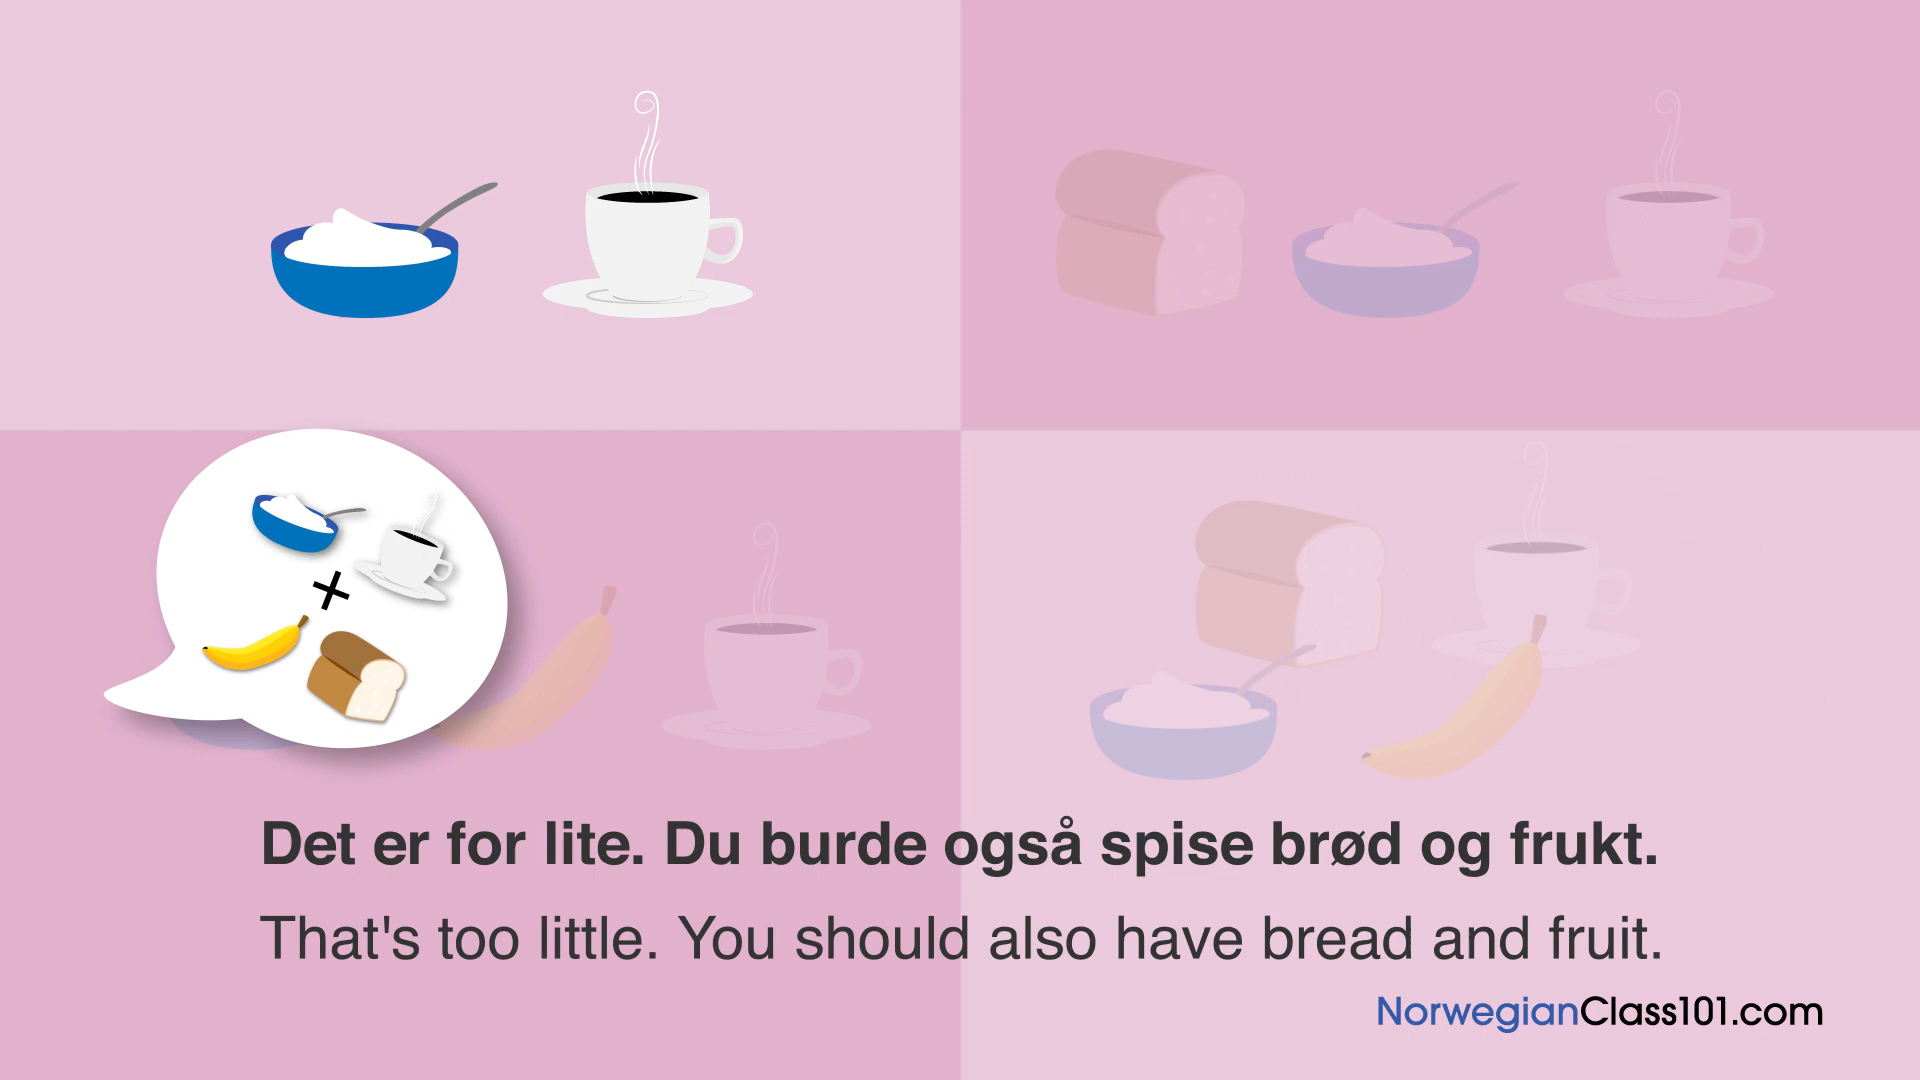 Det er for lite. Du burde også spise brød og frukt.
That's too little. You should also have bread and fruit.
NorwegianClass101.com